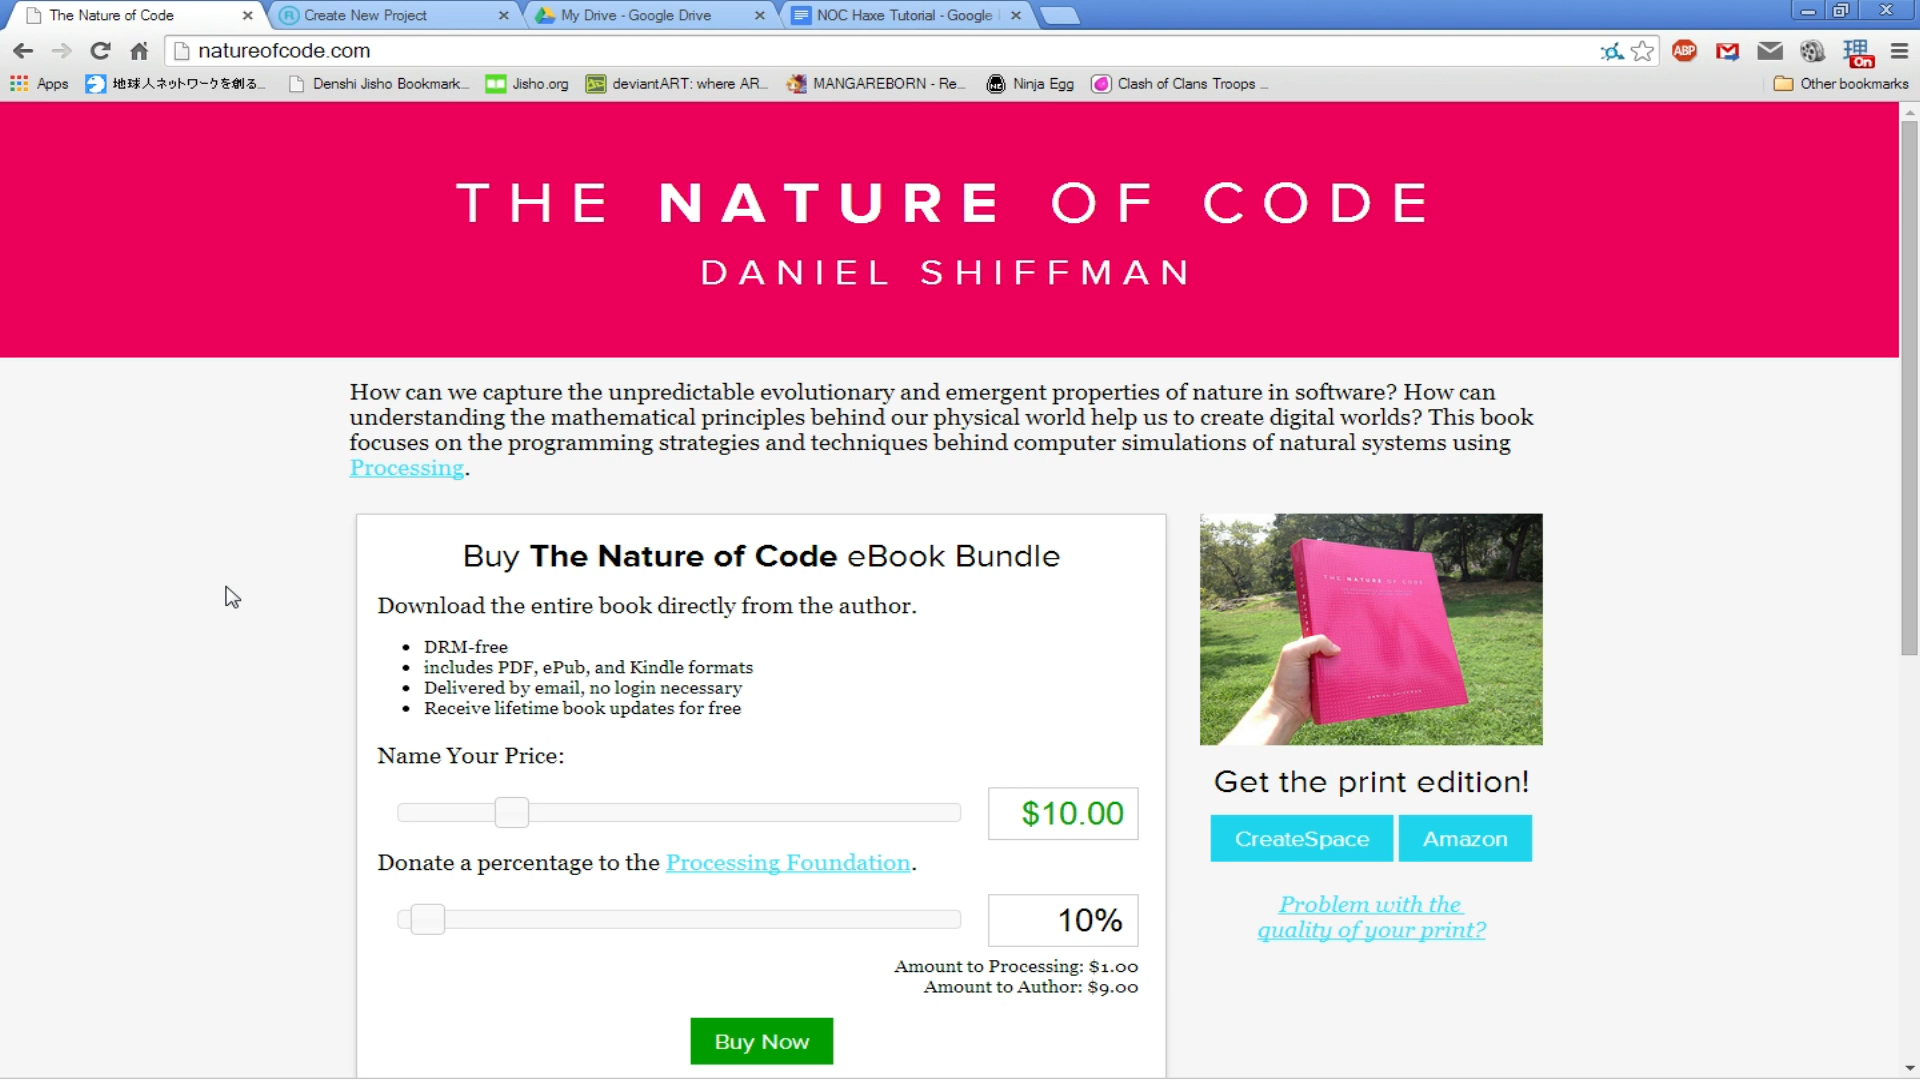 The Nature of Code
Create New Project
My Drive - Google Drive
NOC Haxe Tutorial - Google
natureofcode.com
ABP
理
On
Apps
地球人ネットワークを創る...
Denshi Jisho Bookmark...
Jisho.org
deviantART: where AR...
MANGAREBORN - Re...
Ninja Egg
Clash of Clans Troops ...
Other bookmarks
THE NATURE OF CODE
DANIEL SHIFFMAN
How can we capture the unpredictable evolutionary and emergent properties of nature in software? How can
understanding the mathematical principles behind our physical world help us to create digital worlds? This book
focuses on the programming strategies and techniques behind computer simulations of natural systems using
Processing.
Buy The Nature of Code eBook Bundle
Download the entire book directly from the author.
• DRM-free
• includes PDF, ePub, and Kindle formats
• Delivered by email, no login necessary
• Receive lifetime book updates for free
Name Your Price:
$10.00
Donate a percentage to the Processing Foundation.
10%
Amount to Processing: $1.00
Amount to Author: $9.00
Buy Now
THE NATURE OF CODE
DANIEL SHIFFMAN
Get the print edition!
CreateSpace
Amazon
Problem with the
quality of your print?